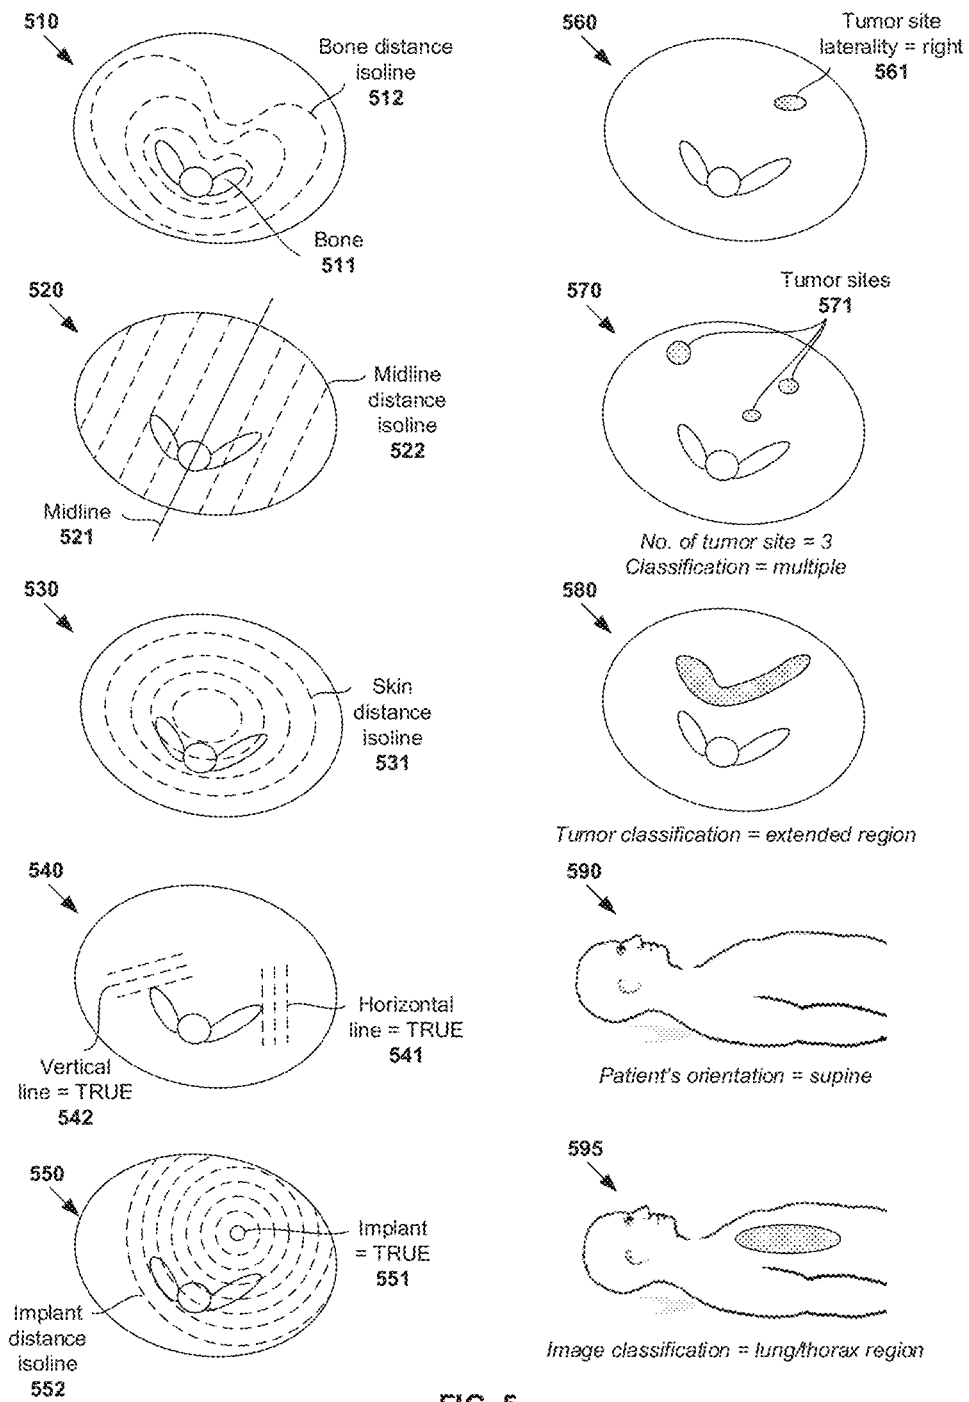 510
Bone distance
isoline
512
Bone
511
560
Tumor site
laterality = right
561
520
Midline
distance
isoline
522
Midline
521
570
Tumor sites
571
No. of tumor site = 3
Classification = multiple
530
Skin
distance
isoline
531
580
Tumor classification = extended region
540
Horizontal
line = TRUE
541
Vertical
line = TRUE
542
590
Patient's orientation = supine
550
Implant
= TRUE
551
Implant
distance
isoline
552
595
Image classification = lung/thorax region
FIG. 5